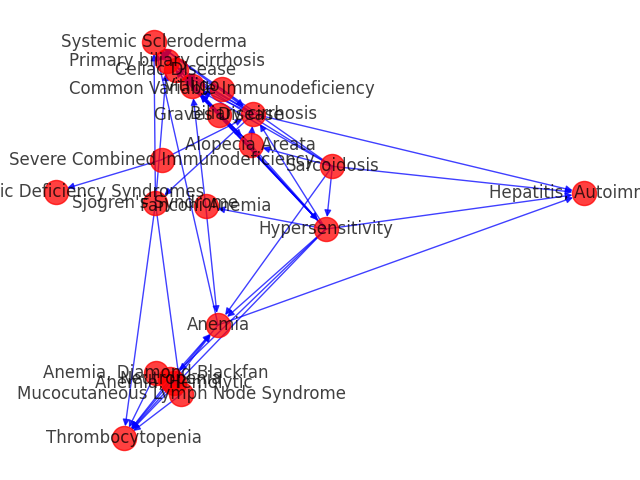 Systemic Scleroderma
Primary biliary cirrhosis
Celiac Disease
Vitiligo
Common Variable Immunodeficiency
Graves Disease
Biliary cirrhosis
Alopecia Areata
Severe Combined Immunodeficiency
Sarcoidosis
ic Deficiency Syndromes
Hepatitis, Autoimm
Sjogren's Syndrome
Fanconi Anemia
Hypersensitivity
Anemia
Anemia, Diamond-Blackfan
Neutropenia
Anemia, Hemolytic
Mucocutaneous Lymph Node Syndrome
Thrombocytopenia